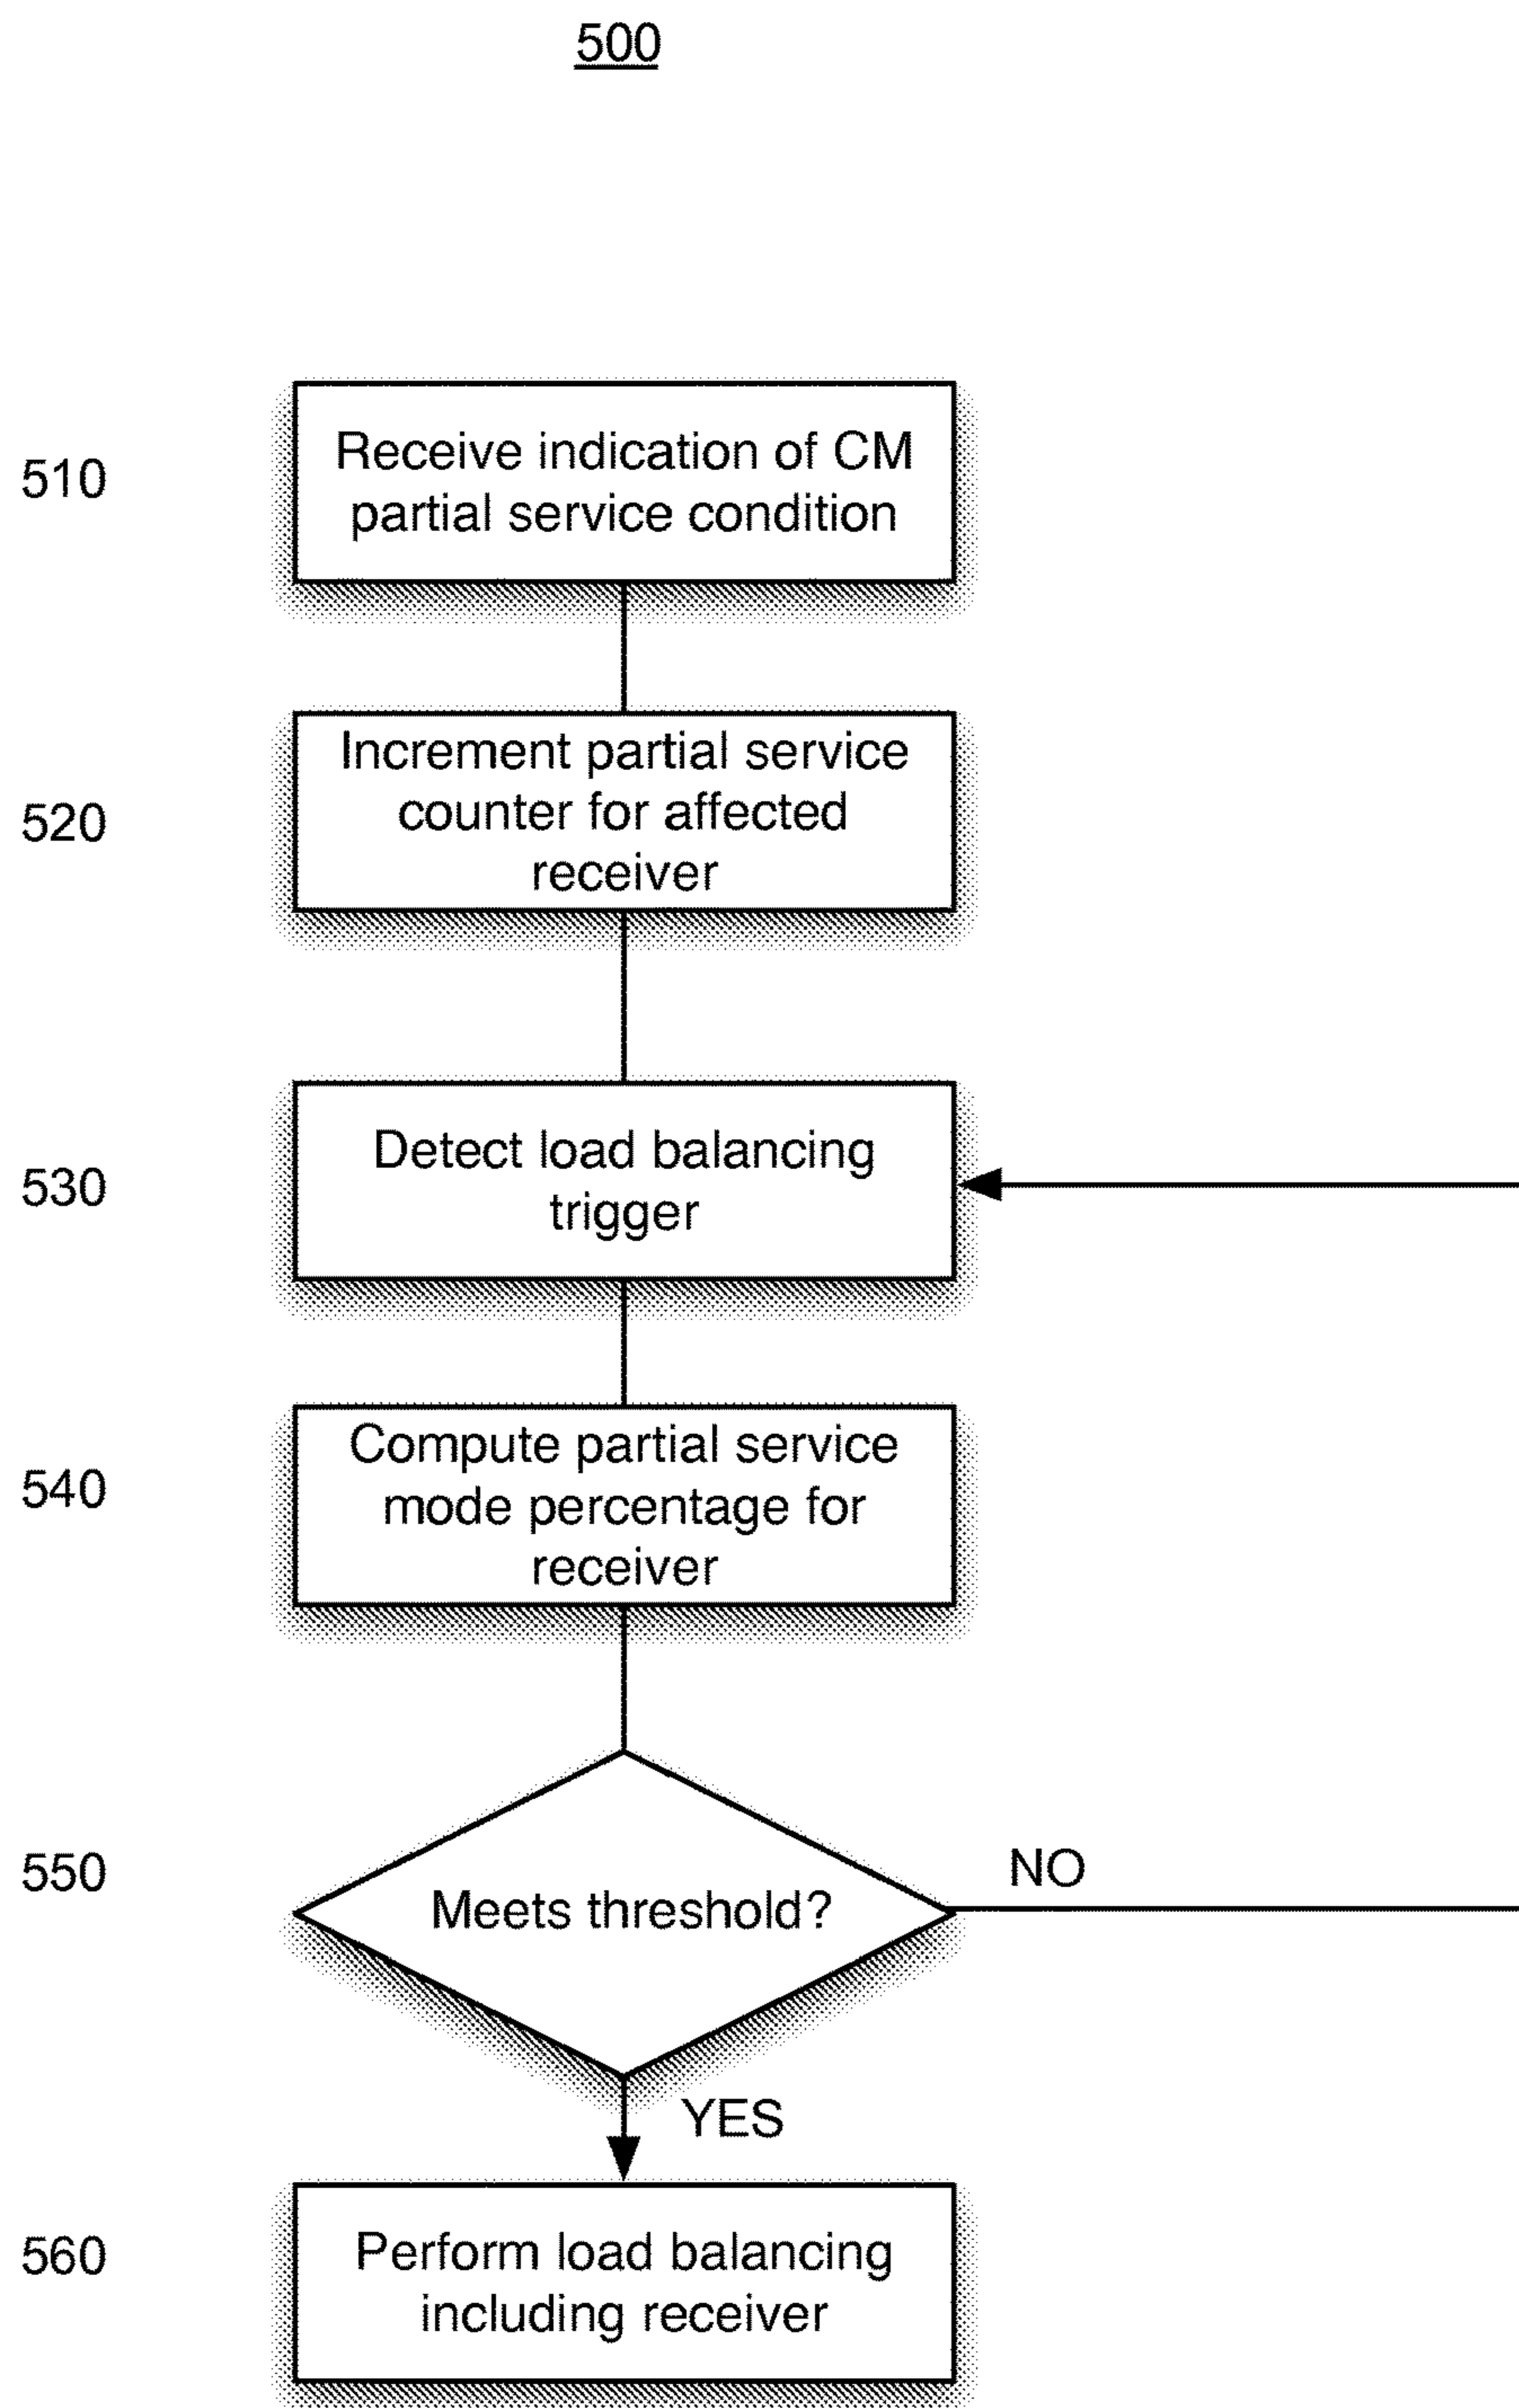 500
510
Receive indication of CM
partial service condition
520
Increment partial service
counter for affected
receiver
530
Detect load balancing
trigger
540
Compute partial service
mode percentage for
receiver
550
Meets threshold?
NO
YES
560
Perform load balancing
including receiver